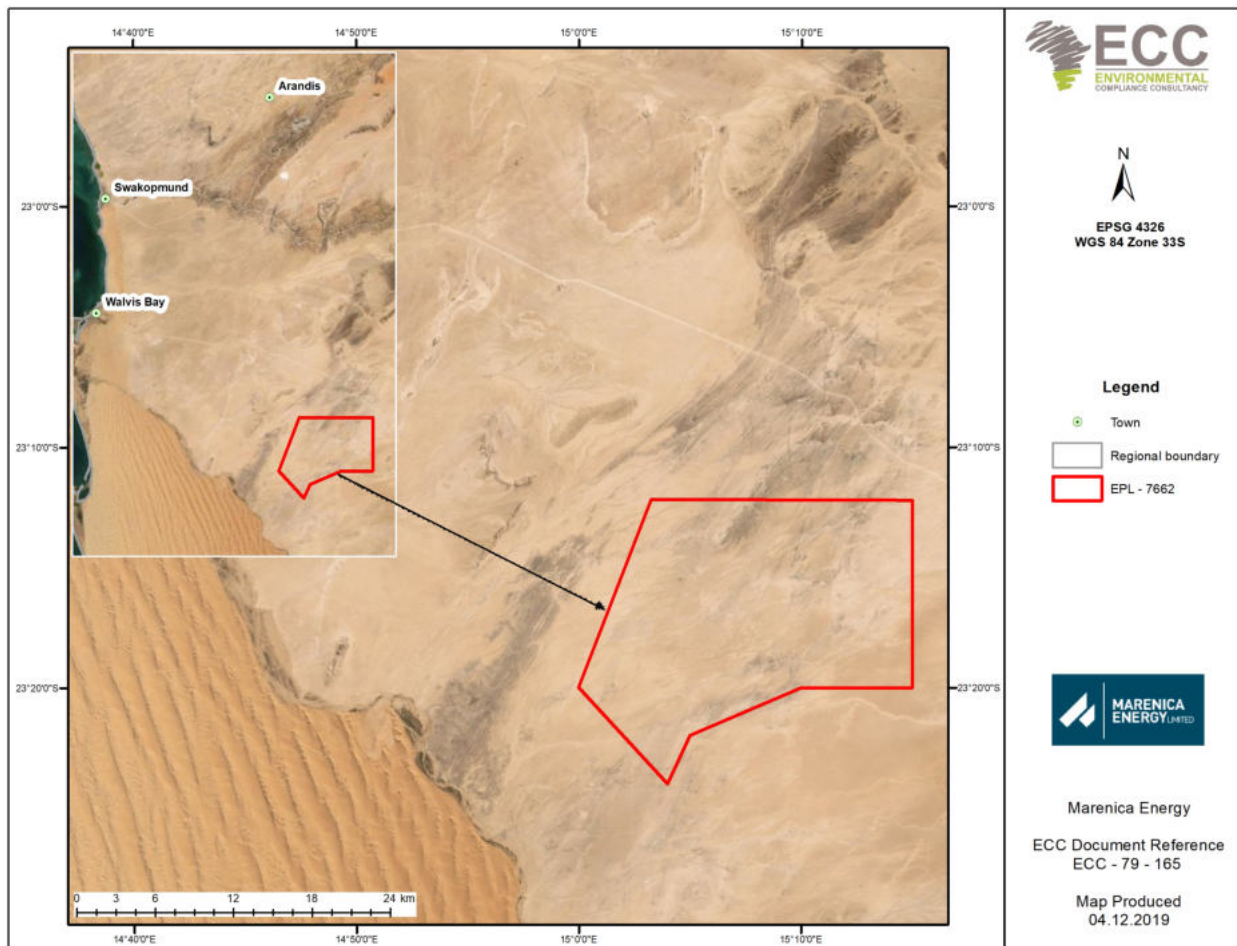 14°40'0"E
14°50'0"E
15°0'0"E
15°10'0"E
Arandis
Swakopmund
Walvis Bay
23°0'0"S
23°0'0"S
23°10'0"S
23°10'0"S
23°20'0"S
23°20'0"S
0 3 6 12 18 24 km
14°40'0"E
14°50'0"E
15°0'0"E
15°10'0"E
ECC
ENVIRONMENTAL
COMPLIANCE CONSULTANCY
N
EPSG 4326
WGS 84 Zone 33S
Legend
Town
Regional boundary
EPL - 7662
MARENICA
ENERGY LIMITED
Marenica Energy
ECC Document Reference
ECC - 79 - 165
Map Produced
04.12.2019